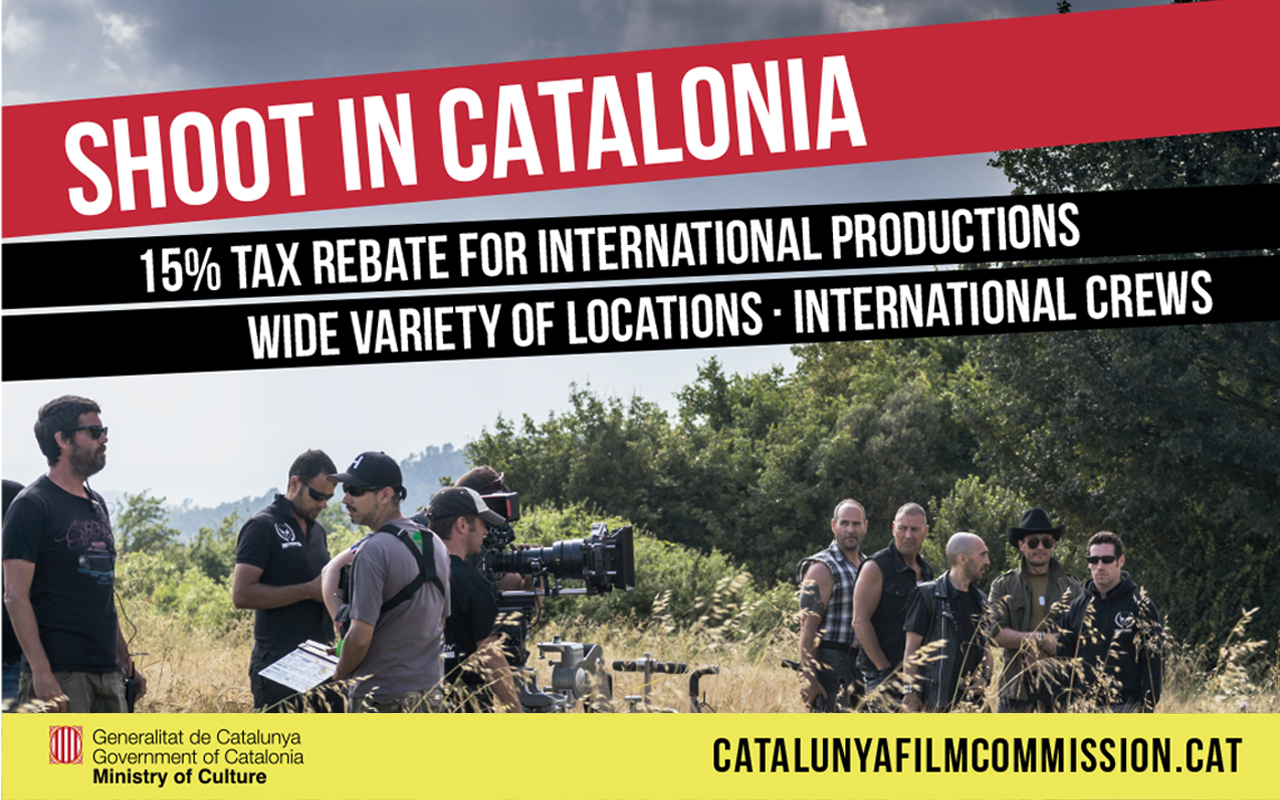 SHOOT IN CATALONIA
15% TAX REBATE FOR INTERNATIONAL PRODUCTIONS
WIDE VARIETY OF LOCATIONS · INTERNATIONAL CREWS
Generalitat de Catalunya
Government of Catalonia
Ministry of Culture
CATALUNYAFILMCOMMISSION.CAT